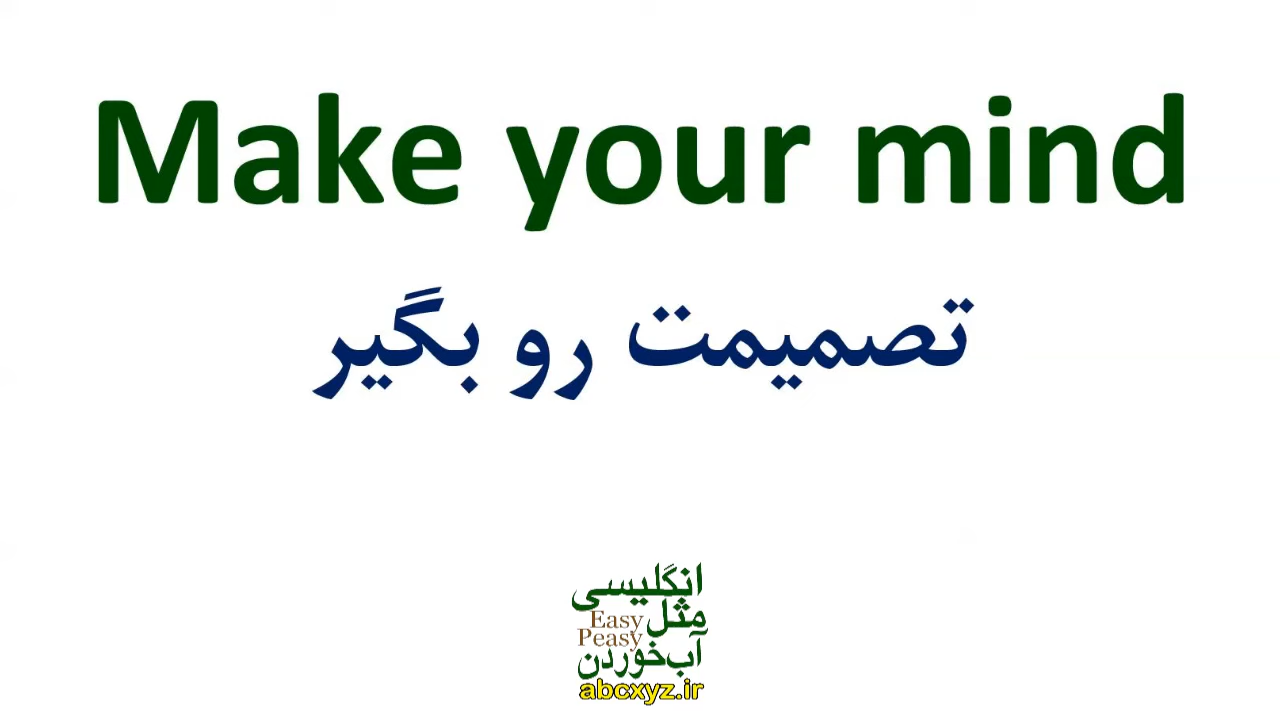 Make your mind
تصمیمت رو بگیر
انگلیسی
مثل
Easy
Peasy
آب‌خوردن
abcxyz.ir